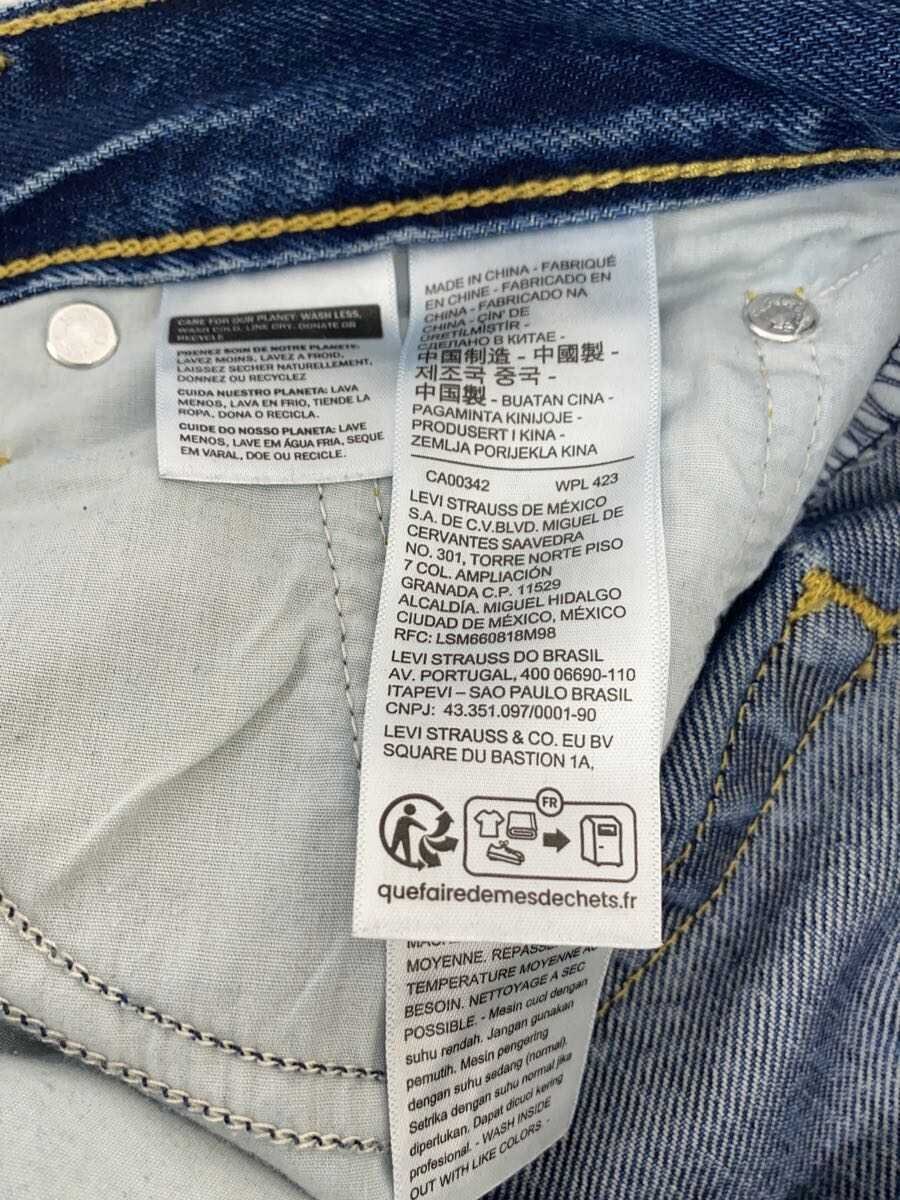 CARE FOR OUR PLANET: WASH LESS,
WASH COLD, LINE DRY, DONATE OR
RECYCLE
PRENEZ SOIN DE NOTRE PLANETE:
LAVEZ MOINS, LAVEZ A FROID,
LAISSEZ SECHER NATURELLEMENT,
DONNEZ OU RECYCLEZ
CUIDA NUESTRO PLANETA: LAVA
MENOS, LAVA EN FRIO, TIENDE LA
ROPA, DONA O RECICLA.
CUIDE DO NOSSO PLANETA: LAVE
MENOS, LAVE EM ÁGUA FRIA, SEQUE
EM VARAL, DOE OU RECICLE.
MADE IN CHINA - FABRIQUÉ
EN CHINE - FABRICADO EN
CHINA - FABRICADO NA
CHINA - ÇIN' DE
ÜRETİLMİŞTİR -
СДЕЛАНО В КИТАЕ -
中国制造 - 中國製 -
제조국 중국 -
中国製 - BUATAN CINA -
PAGAMINTA KINIJOJE -
PRODUSERT I KINA -
ZEMLJA PORIJEKLA KINA
CA00342 WPL 423
LEVI STRAUSS DE MÉXICO
S.A. DE C.V.BLVD. MIGUEL DE
CERVANTES SAAVEDRA
NO. 301, TORRE NORTE PISO
7 COL. AMPLIACIÓN
GRANADA C.P. 11529
ALCALDÍA. MIGUEL HIDALGO
CIUDAD DE MÉXICO, MÉXICO
RFC: LSM660818M98
LEVI STRAUSS DO BRASIL
AV. PORTUGAL, 400 06690-110
ITAPEVI – SAO PAULO BRASIL
CNPJ: 43.351.097/0001-90
LEVI STRAUSS & CO. EU BV
SQUARE DU BASTION 1A,
FR
quefairedemesdechets.fr
MOYENNE. REPASS
TEMPERATURE MOYENNE AU
BESOIN. NETTOYAGE A SEC
POSSIBLE. - Mesin cuci dengan
suhu rendah. Jangan gunakan
pemutih. Mesin pengering
dengan suhu sedang (normal).
Setrika dengan suhu normal jika
diperlukan. Dapat dicuci kering
profesional. - WASH INSIDE
OUT WITH LIKE COLORS. -